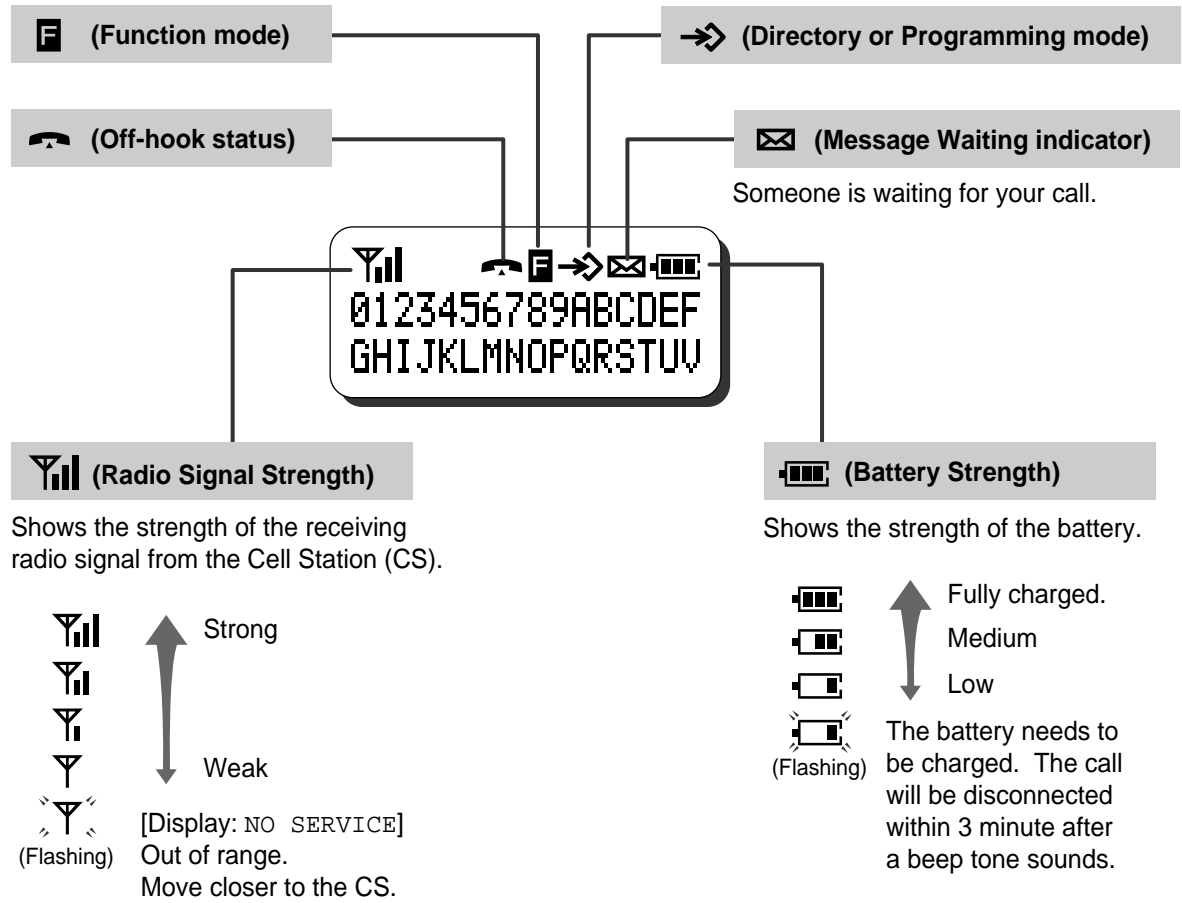 F (Function mode)
(Directory or Programming mode)
(Off-hook status)
(Message Waiting indicator)
Someone is waiting for your call.
F
0123456789ABCDEF
GHIJKLMNOPQRSTUV
(Radio Signal Strength)
Shows the strength of the receiving
radio signal from the Cell Station (CS).
Strong
Weak
(Flashing)
[Display: NO SERVICE]
Out of range.
Move closer to the CS.
(Battery Strength)
Shows the strength of the battery.
Fully charged.
Medium
Low
(Flashing)
The battery needs to
be charged. The call
will be disconnected
within 3 minute after
a beep tone sounds.